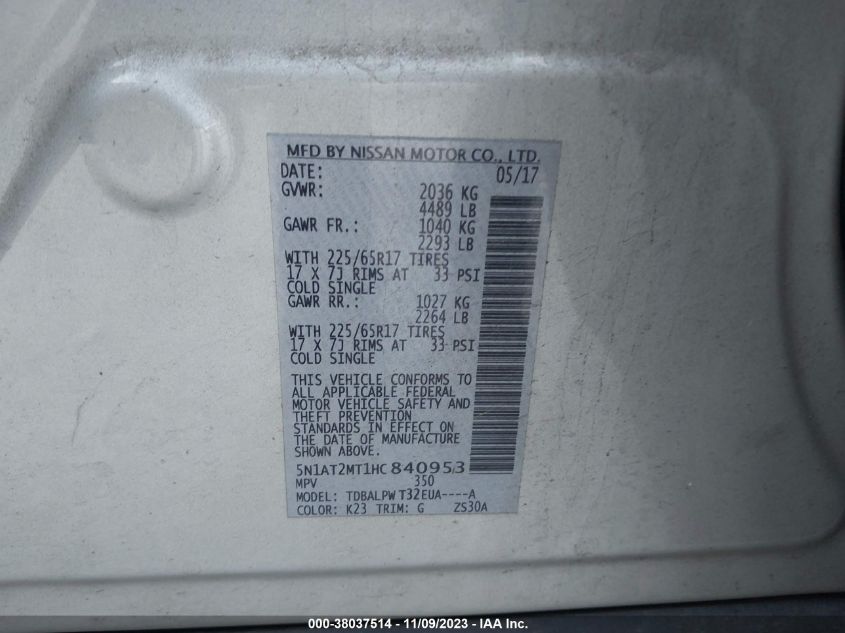 MFD BY NISSAN MOTOR CO., LTD.
DATE: 05/17
GVWR: 2036 KG
4489 LB
GAWR FR.: 1040 KG
2293 LB
WITH 225/65R17 TIRES
17 X 7J RIMS AT 33 PSI
COLD SINGLE
GAWR RR.: 1027 KG
2264 LB
WITH 225/65R17 TIRES
17 X 7J RIMS AT 33 PSI
COLD SINGLE
THIS VEHICLE CONFORMS TO
ALL APPLICABLE FEDERAL
MOTOR VEHICLE SAFETY AND
THEFT PREVENTION
STANDARDS IN EFFECT ON
THE DATE OF MANUFACTURE
SHOWN ABOVE.
5N1AT2MT1HC840953
MPV 350
MODEL: TDBALPW T32EUA----A
COLOR: K23 TRIM: G ZS30A
000-38037514 - 11/09/2023 - IAA Inc.